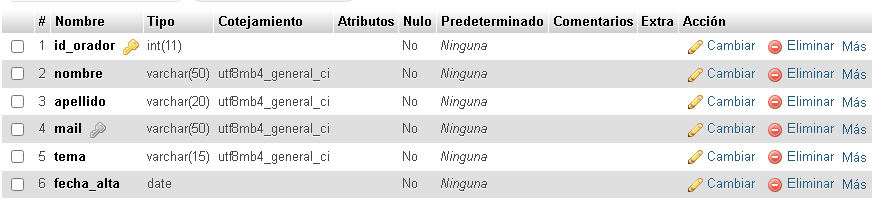 # Nombre Tipo Cotejamiento Atributos Nulo Predeterminado Comentarios Extra Acción
1 id_orador int(11) No Ninguna Cambiar Eliminar Más
2 nombre varchar(50) utf8mb4_general_ci No Ninguna Cambiar Eliminar Más
3 apellido varchar(20) utf8mb4_general_ci No Ninguna Cambiar Eliminar Más
4 mail varchar(50) utf8mb4_general_ci No Ninguna Cambiar Eliminar Más
5 tema varchar(15) utf8mb4_general_ci No Ninguna Cambiar Eliminar Más
6 fecha_alta date No Ninguna Cambiar Eliminar Más